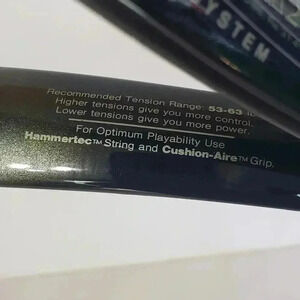 SYSTEM
Recommended Tension Range: 53-63
Higher tensions give you more control.
Lower tensions give you more power.
For Optimum Playability Use
Hammertec™ String and Cushion-Aire™ Grip.